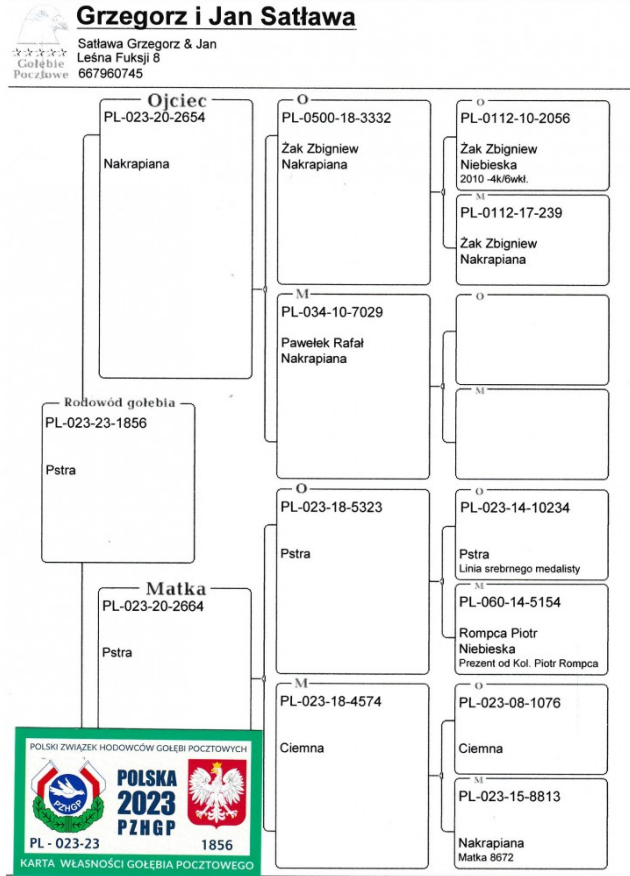 Grzegorz i Jan Satława
Satława Grzegorz & Jan
Leśna Fuksji 8
667960745
Gołębie
Pocztowe
Ojciec
PL-023-20-2654
Nakrapiana
O
PL-0500-18-3332
Żak Zbigniew
Nakrapiana
O
PL-0112-10-2056
Żak Zbigniew
Niebieska
2010 -4k/6wkł.
M
PL-0112-17-239
Żak Zbigniew
Nakrapiana
M
PL-034-10-7029
Pawełek Rafał
Nakrapiana
O
M
Rodowód gołebia
PL-023-23-1856
Pstra
Matka
PL-023-20-2664
Pstra
O
PL-023-18-5323
Pstra
O
PL-023-14-10234
Pstra
Linia srebrnego medalisty
M
PL-060-14-5154
Rompca Piotr
Niebieska
Prezent od Kol. Piotr Rompca
M
PL-023-18-4574
Ciemna
O
PL-023-08-1076
Ciemna
M
PL-023-15-8813
Nakrapiana
Matka 8672
POLSKI ZWIĄZEK HODOWCÓW GOŁĘBI POCZTOWYCH
PZHGP
POLSKA
2023
PZHGP
PL - 023-23
1856
KARTA WŁASNOŚCI GOŁĘBIA POCZTOWEGO